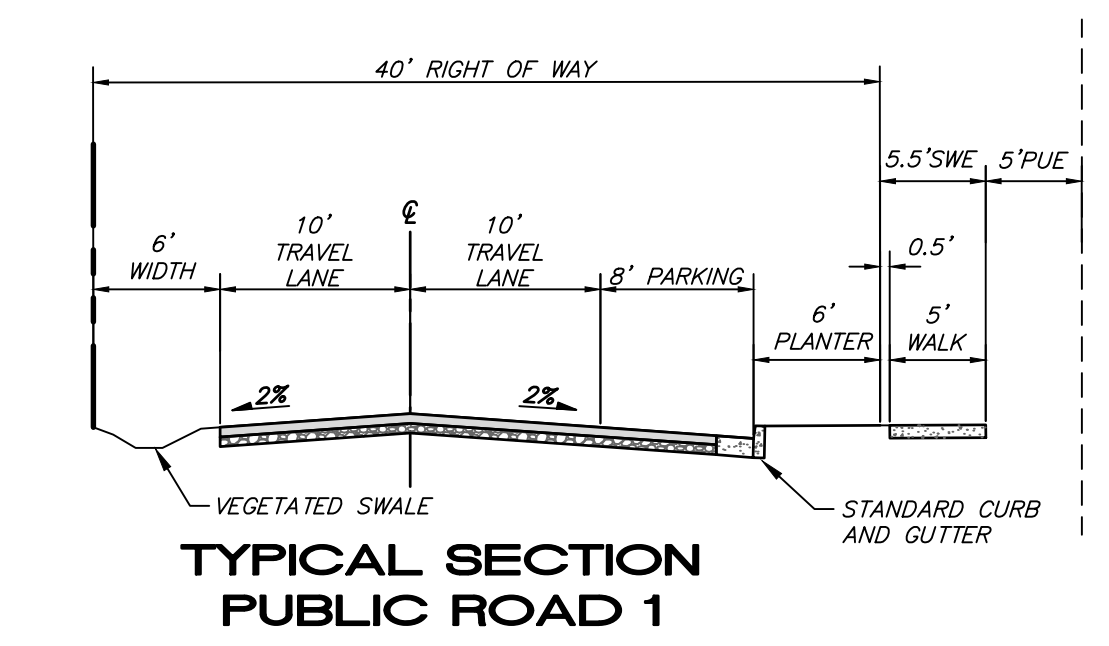 40' RIGHT OF WAY
5.5'SWE
5'PUE
℄
6'
WIDTH
10'
TRAVEL
LANE
10'
TRAVEL
LANE
8' PARKING
0.5'
6'
PLANTER
5'
WALK
2%
2%
VEGETATED SWALE
STANDARD CURB
AND GUTTER
TYPICAL SECTION
PUBLIC ROAD 1